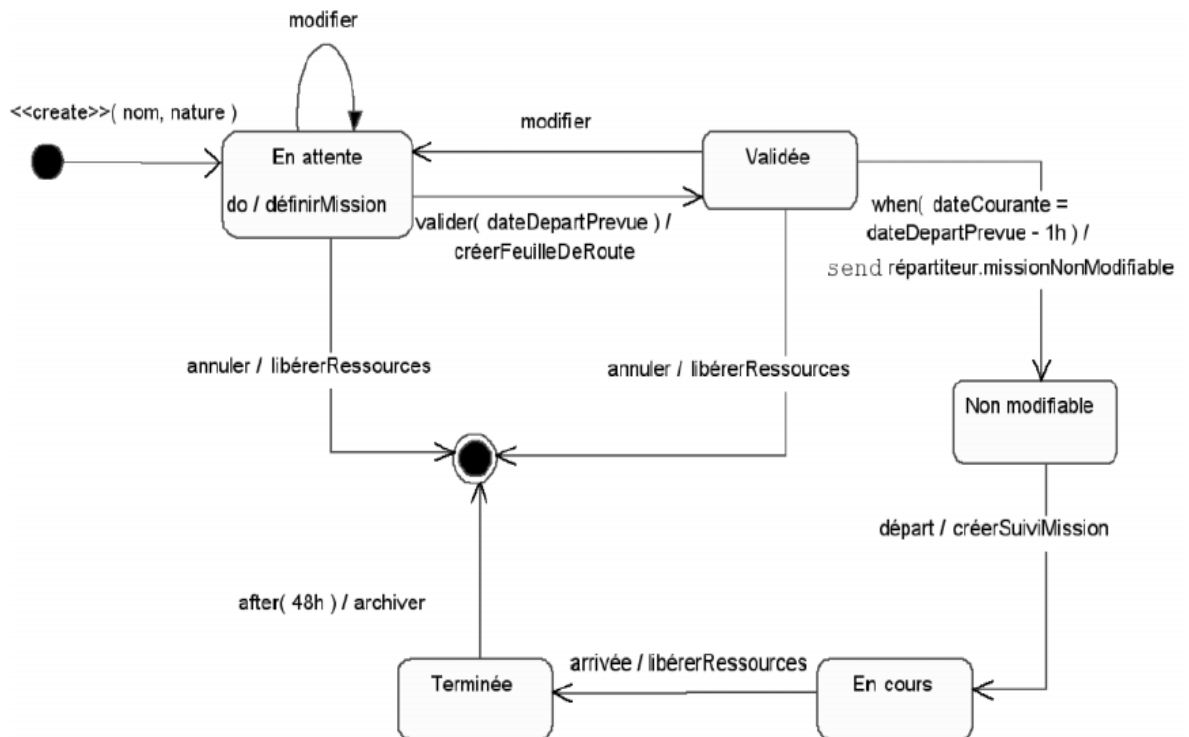 modifier
<<create>>( nom, nature )
modifier
En attente
do / définirMission
Validée
valider( dateDepartPrevue ) /
créerFeuilleDeRoute
when( dateCourante =
dateDepartPrevue - 1h ) /
send répartiteur.missionNonModifiable
annuler / libérerRessources
annuler / libérerRessources
Non modifiable
départ / créerSuiviMission
after( 48h ) / archiver
arrivée / libérerRessources
Terminée
En cours